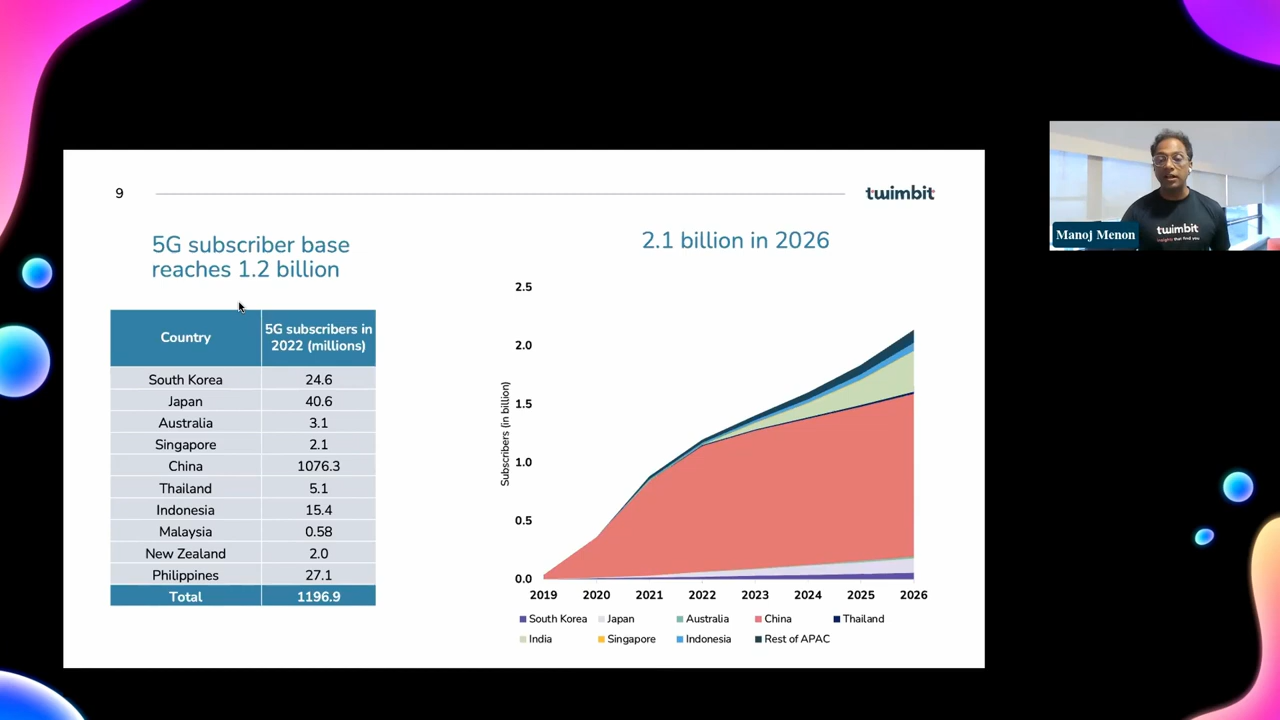 9
twimbit
5G subscriber base
reaches 1.2 billion
Country
5G subscribers in
2022 (millions)
South Korea 24.6
Japan 40.6
Australia 3.1
Singapore 2.1
China 1076.3
Thailand 5.1
Indonesia 15.4
Malaysia 0.58
New Zealand 2.0
Philippines 27.1
Total 1196.9
2.1 billion in 2026
Subscribers (in billion)
2.5
2.0
1.5
1.0
0.5
0.0
2019 2020 2021 2022 2023 2024 2025 2026
South Korea Japan Australia China Thailand
India Singapore Indonesia Rest of APAC
twimbit
insights that find you
Manoj Menon